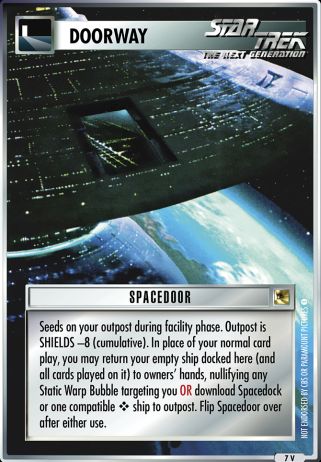 DOORWAY
STAR TREK
THE NEXT GENERATION
SPACEDOOR
Seeds on your outpost during facility phase. Outpost is
SHIELDS –8 (cumulative). In place of your normal card
play, you may return your empty ship docked here (and
all cards played on it) to owners' hands, nullifying any
Static Warp Bubble targeting you OR download Spacedock
or one compatible ❖ ship to outpost. Flip Spacedoor over
after either use.
NOT ENDORSED BY CBS OR PARAMOUNT PICTURES
7 V